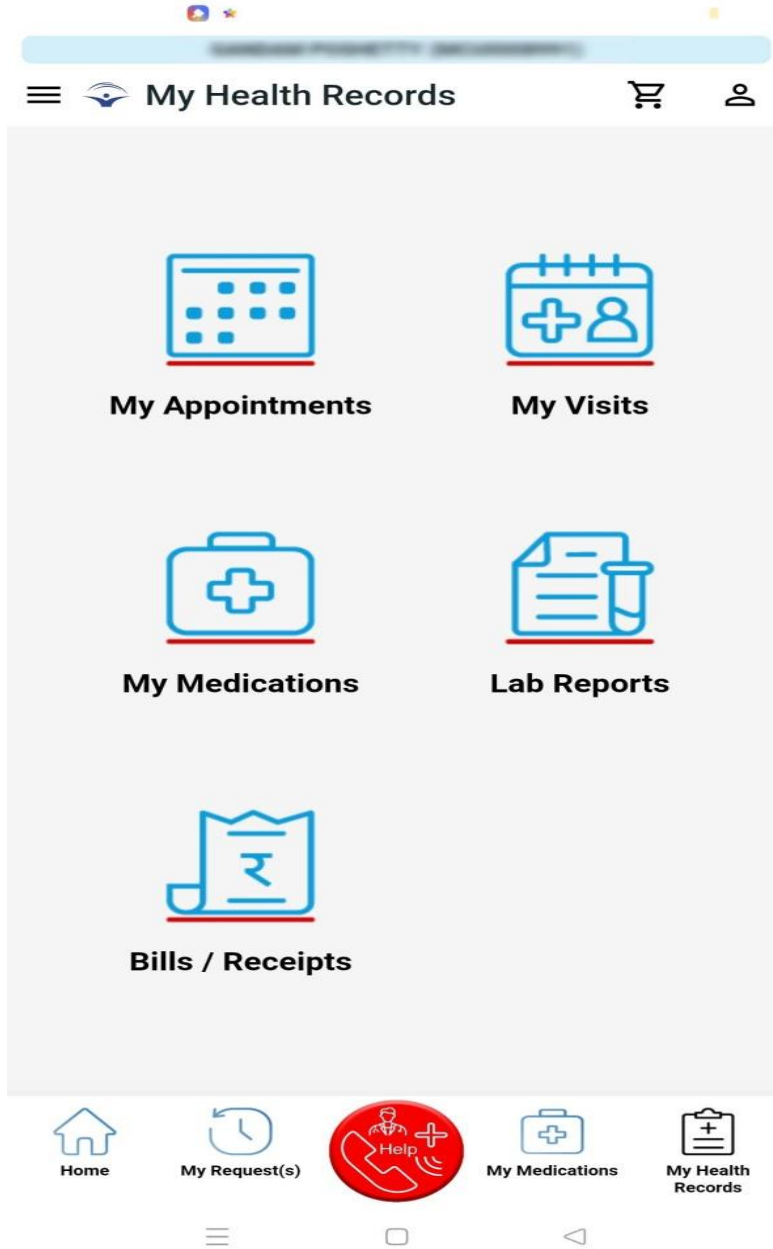 My Health Records
My Appointments
My Visits
My Medications
Lab Reports
₹
Bills / Receipts
Home
My Request(s)
Help
My Medications
My Health
Records